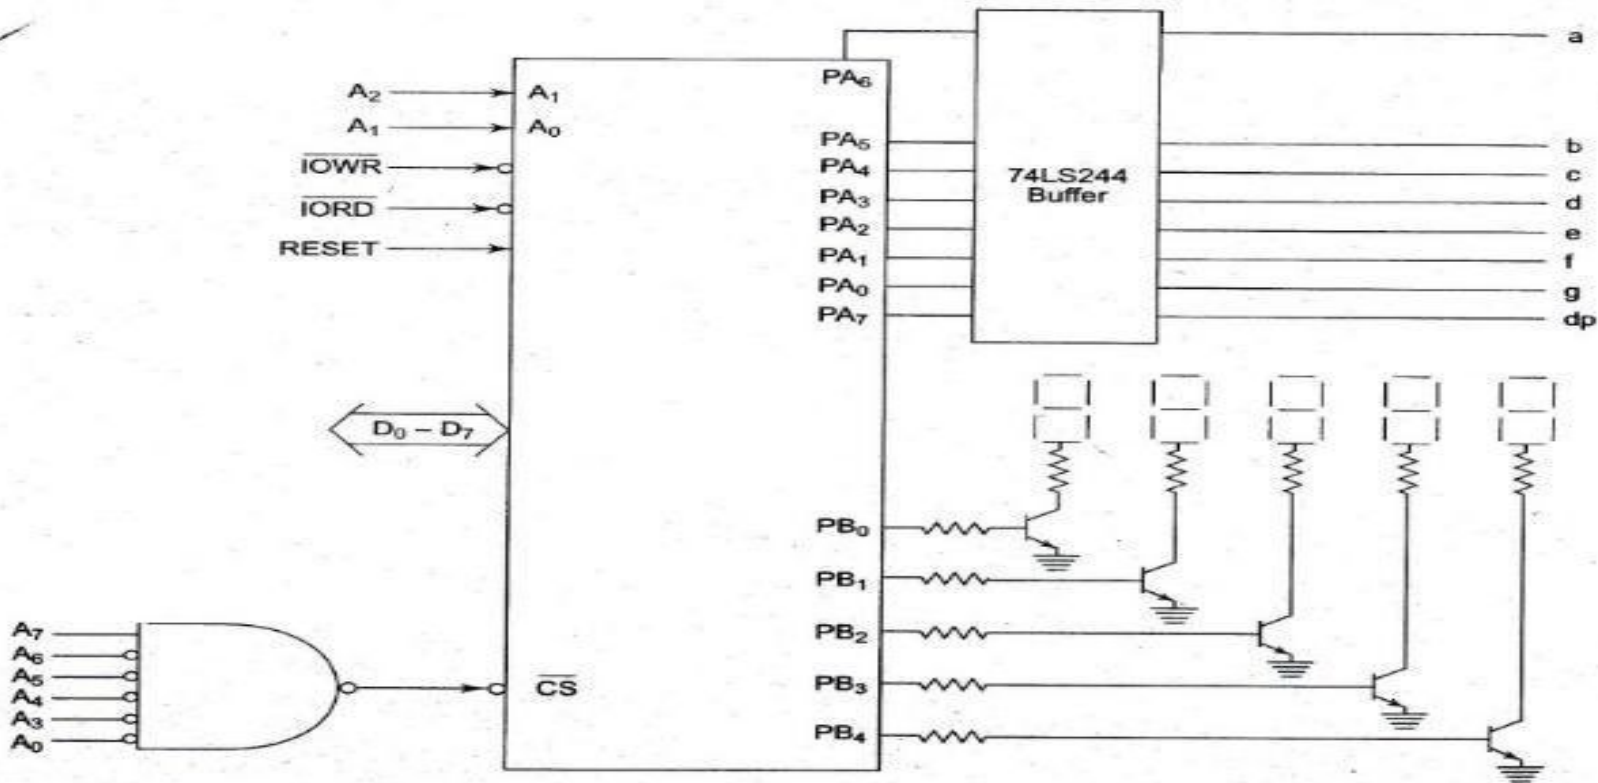 PA₆
a
A₂
A₁
A₁
A₀
IOWR
IORD
RESET
PA₅
PA₄
PA₃
PA₂
PA₁
PA₀
PA₇
74LS244
Buffer
b
c
d
e
f
g
dp
D₀ – D₇
PB₀
PB₁
PB₂
PB₃
PB₄
A₇
A₆
A₅
A₄
A₃
A₀
CS